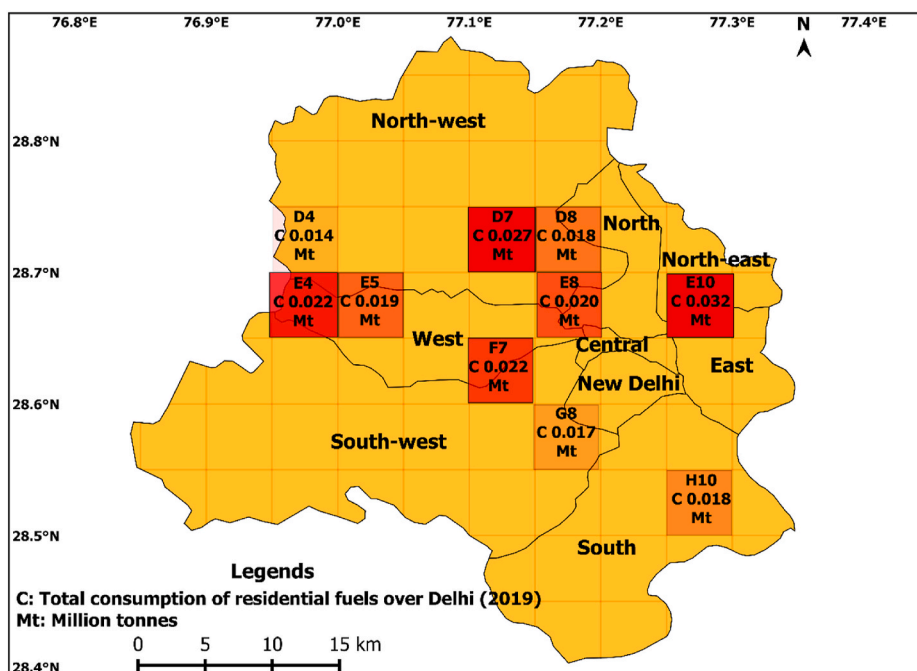 76.8°E 76.9°E 77.0°E 77.1°E 77.2°E 77.3°E 77.4°E
N
28.8°N
28.7°N
28.6°N
28.5°N
28.4°N
North-west
D4
C 0.014
Mt
D7
C 0.027
Mt
D8
C 0.018
Mt
North
North-east
E4
C 0.022
Mt
E5
C 0.019
Mt
E8
C 0.020
Mt
E10
C 0.032
Mt
West
F7
C 0.022
Mt
Central
East
New Delhi
South-west
G8
C 0.017
Mt
H10
C 0.018
Mt
South
Legends
C: Total consumption of residential fuels over Delhi (2019)
Mt: Million tonnes
0 5 10 15 km